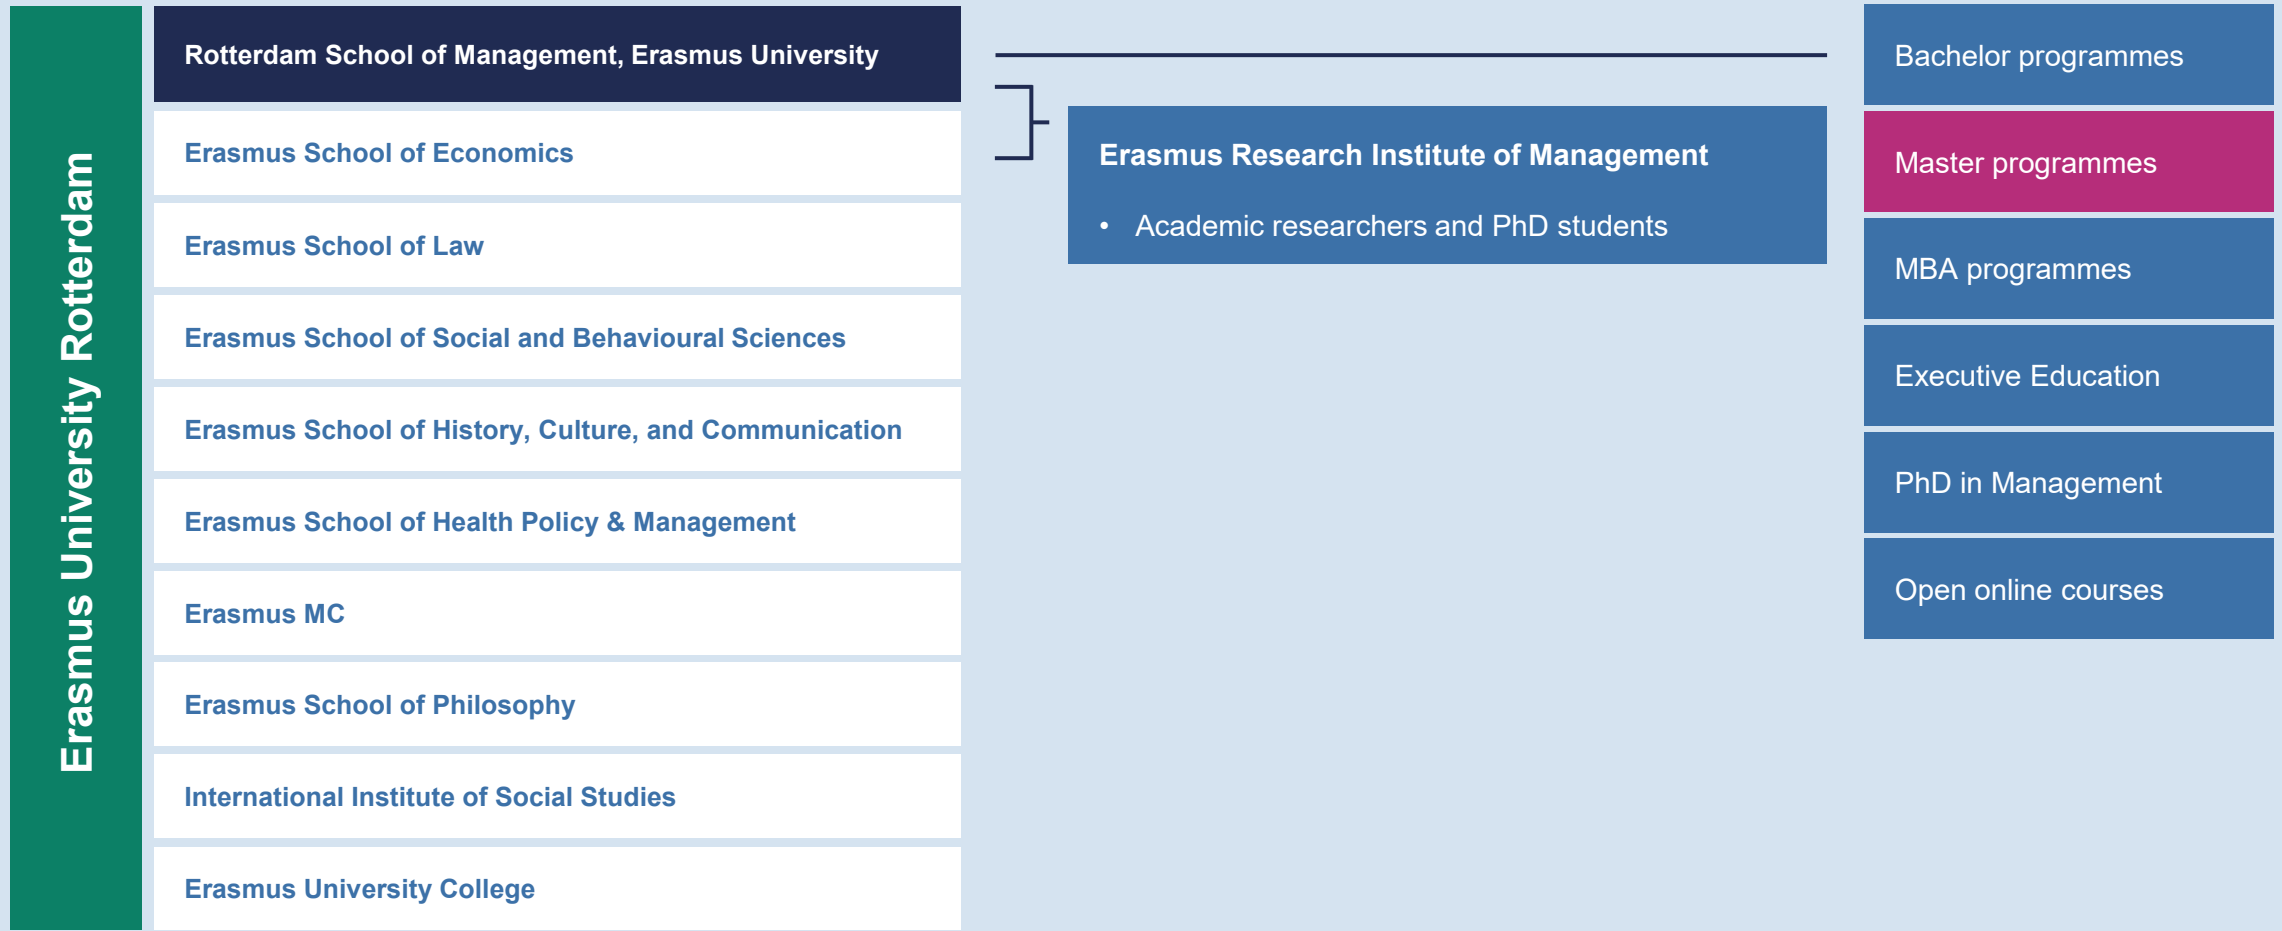 Erasmus University Rotterdam
Rotterdam School of Management, Erasmus University
Erasmus School of Economics
Erasmus School of Law
Erasmus School of Social and Behavioural Sciences
Erasmus School of History, Culture, and Communication
Erasmus School of Health Policy & Management
Erasmus MC
Erasmus School of Philosophy
International Institute of Social Studies
Erasmus University College
Erasmus Research Institute of Management
• Academic researchers and PhD students
Bachelor programmes
Master programmes
MBA programmes
Executive Education
PhD in Management
Open online courses